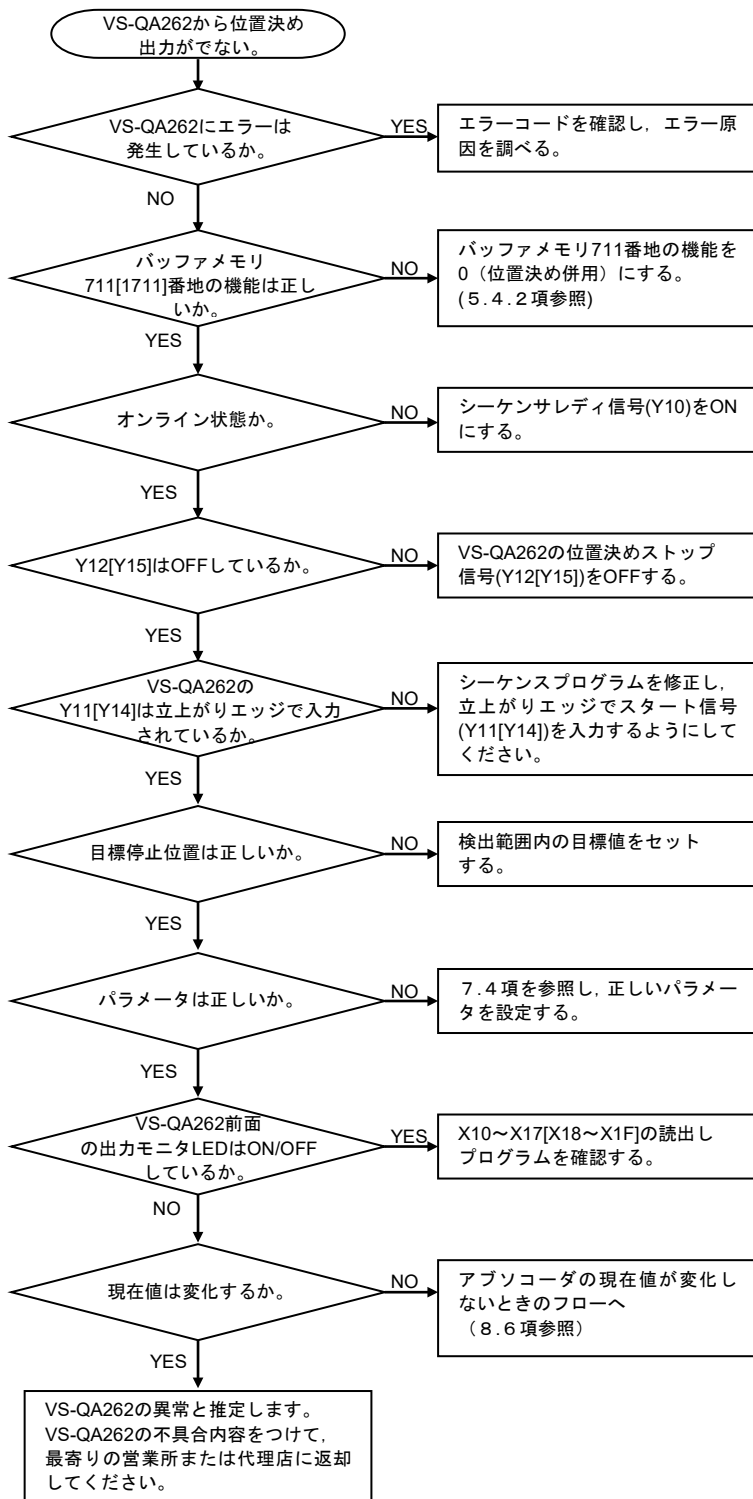 VS-QA262から位置決め
出力がでない。
VS-QA262にエラーは
発生しているか。
YES
エラーコードを確認し，エラー原
因を調べる。
NO
バッファメモリ
711[1711]番地の機能は正し
いか。
NO
バッファメモリ711番地の機能を
0（位置決め併用）にする。
(５.４.２項参照)
YES
オンライン状態か。
NO
シーケンサレディ信号(Y10)をON
にする。
YES
Y12[Y15]はOFFしているか。
NO
VS-QA262の位置決めストップ
信号(Y12[Y15])をOFFする。
YES
VS-QA262の
Y11[Y14]は立上がりエッジで入力
されているか。
NO
シーケンスプログラムを修正し，
立上がりエッジでスタート信号
(Y11[Y14])を入力するようにして
ください。
YES
目標停止位置は正しいか。
NO
検出範囲内の目標値をセット
する。
YES
パラメータは正しいか。
NO
７.４項を参照し，正しいパラメー
タを設定する。
YES
VS-QA262前面
の出力モニタLEDはON/OFF
しているか。
YES
X10～X17[X18～X1F]の読出し
プログラムを確認する。
NO
現在値は変化するか。
NO
アブソコーダの現在値が変化し
ないときのフローへ
（８.６項参照）
YES
VS-QA262の異常と推定します。
VS-QA262の不具合内容をつけて，
最寄りの営業所または代理店に返却
してください。